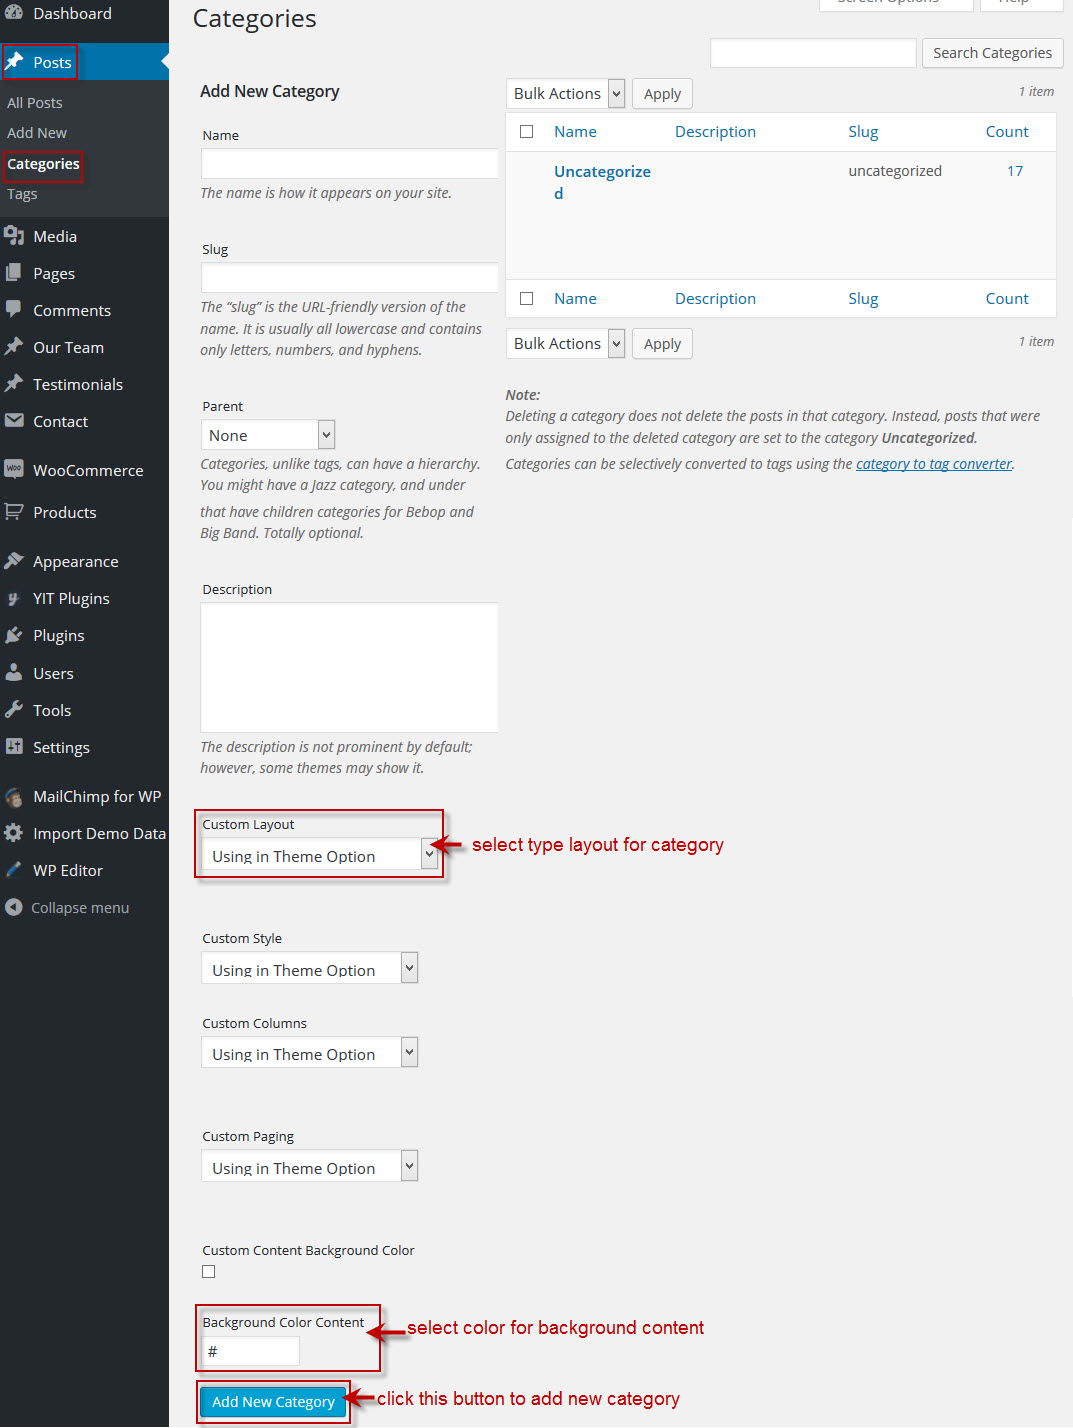 Dashboard
Posts
All Posts
Add New
Categories
Tags
Media
Pages
Comments
Our Team
Testimonials
Contact
WooCommerce
Products
Appearance
YIT Plugins
Plugins
Users
Tools
Settings
MailChimp for WP
Import Demo Data
WP Editor
Collapse menu
Screen Options
Help
Categories
Search Categories
Add New Category
Name
The name is how it appears on your site.
Slug
The “slug” is the URL-friendly version of the
name. It is usually all lowercase and contains
only letters, numbers, and hyphens.
Parent
None
Categories, unlike tags, can have a hierarchy.
You might have a Jazz category, and under
that have children categories for Bebop and
Big Band. Totally optional.
Description
The description is not prominent by default;
however, some themes may show it.
Custom Layout
Using in Theme Option
select type layout for category
Custom Style
Using in Theme Option
Custom Columns
Using in Theme Option
Custom Paging
Using in Theme Option
Custom Content Background Color
Background Color Content
#
select color for background content
Add New Category
click this button to add new category
Bulk Actions
Apply
1 item
Name Description Slug Count
Uncategorize uncategorized 17
d
Name Description Slug Count
Bulk Actions
Apply
1 item
Note:
Deleting a category does not delete the posts in that category. Instead, posts that were
only assigned to the deleted category are set to the category Uncategorized.
Categories can be selectively converted to tags using the category to tag converter.